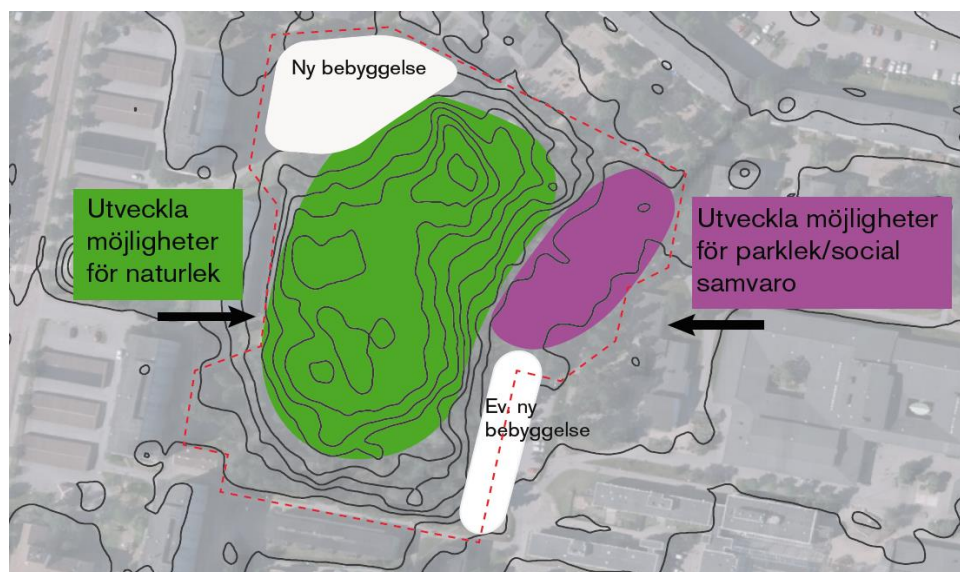 Ny bebyggelse
Utveckla
möjligheter
för naturlek
Utveckla möjligheter
för parklek/social
samvaro
Ev. ny
bebyggelse